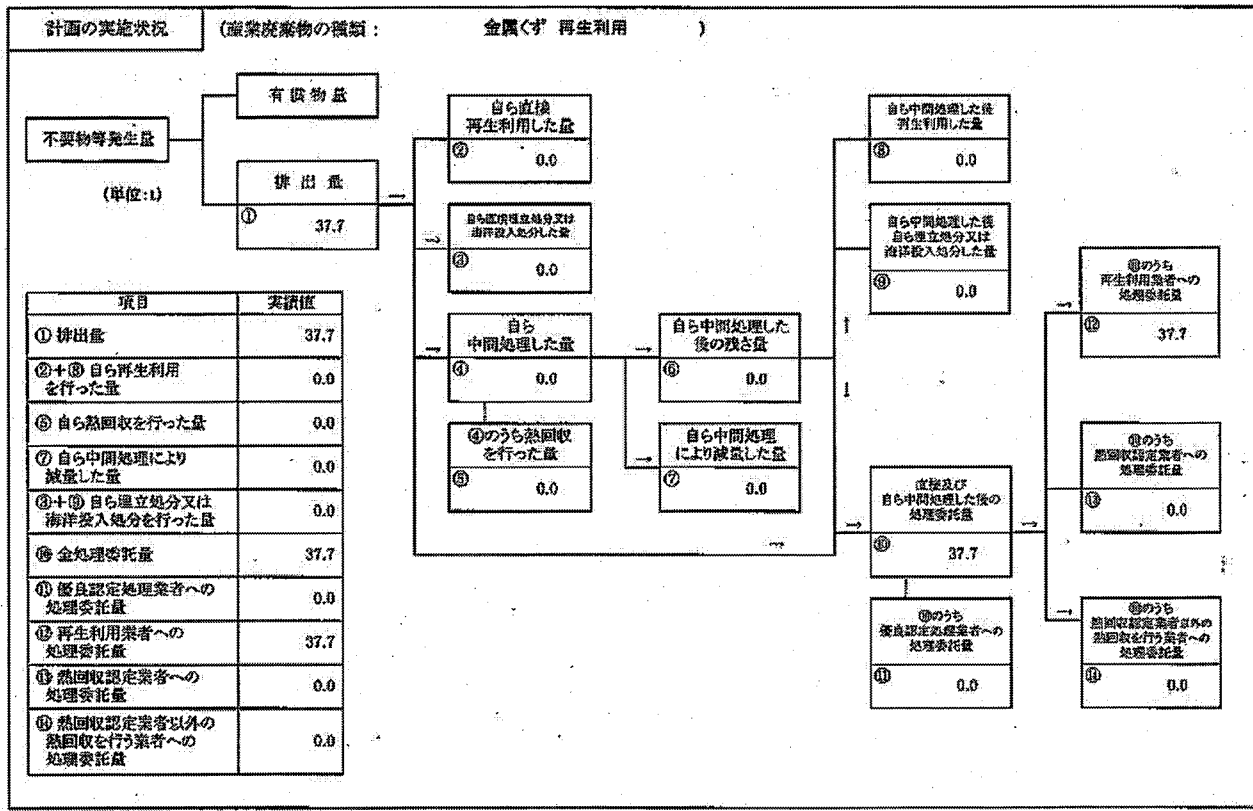 計画の実施状況
(産業廃棄物の種類: 金属くず 再生利用 )
有償物量
不要物等発生量
(単位:t)
排出量
① 37.7
自ら直接
再生利用した量
② 0.0
自ら直接埋立処分又は
海洋投入処分した量
③ 0.0
自ら
中間処理した量
④ 0.0
④のうち熱回収
を行った量
⑤ 0.0
自ら中間処理した
後の残さ量
⑥ 0.0
自ら中間処理
により減量した量
⑦ 0.0
自ら中間処理した後
再生利用した量
⑧ 0.0
自ら中間処理した後
自ら埋立処分又は
海洋投入処分した量
⑨ 0.0
直接及び
自ら中間処理した後の
処理委託量
⑩ 37.7
⑩のうち
優良認定処理業者への
処理委託量
⑪ 0.0
⑩のうち
再生利用業者への
処理委託量
⑫ 37.7
⑩のうち
熱回収認定業者への
処理委託量
⑬ 0.0
⑩のうち
熱回収認定業者以外の
熱回収を行う業者への
処理委託量
⑭ 0.0
項目 実績値
① 排出量 37.7
②+⑧ 自ら再生利用
を行った量 0.0
⑤ 自ら熱回収を行った量 0.0
⑦ 自ら中間処理により
減量した量 0.0
③+⑨ 自ら埋立処分又は
海洋投入処分を行った量 0.0
⑩ 全処理委託量 37.7
⑪ 優良認定処理業者への
処理委託量 0.0
⑫ 再生利用業者への
処理委託量 37.7
⑬ 熱回収認定業者への
処理委託量 0.0
⑭ 熱回収認定業者以外の
熱回収を行う業者への
処理委託量 0.0